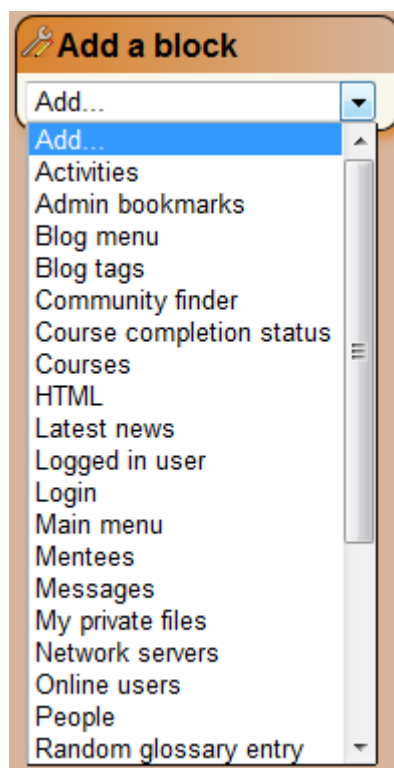 Add a block
Add...
Add...
Activities
Admin bookmarks
Blog menu
Blog tags
Community finder
Course completion status
Courses
HTML
Latest news
Logged in user
Login
Main menu
Mentees
Messages
My private files
Network servers
Online users
People
Random glossary entry